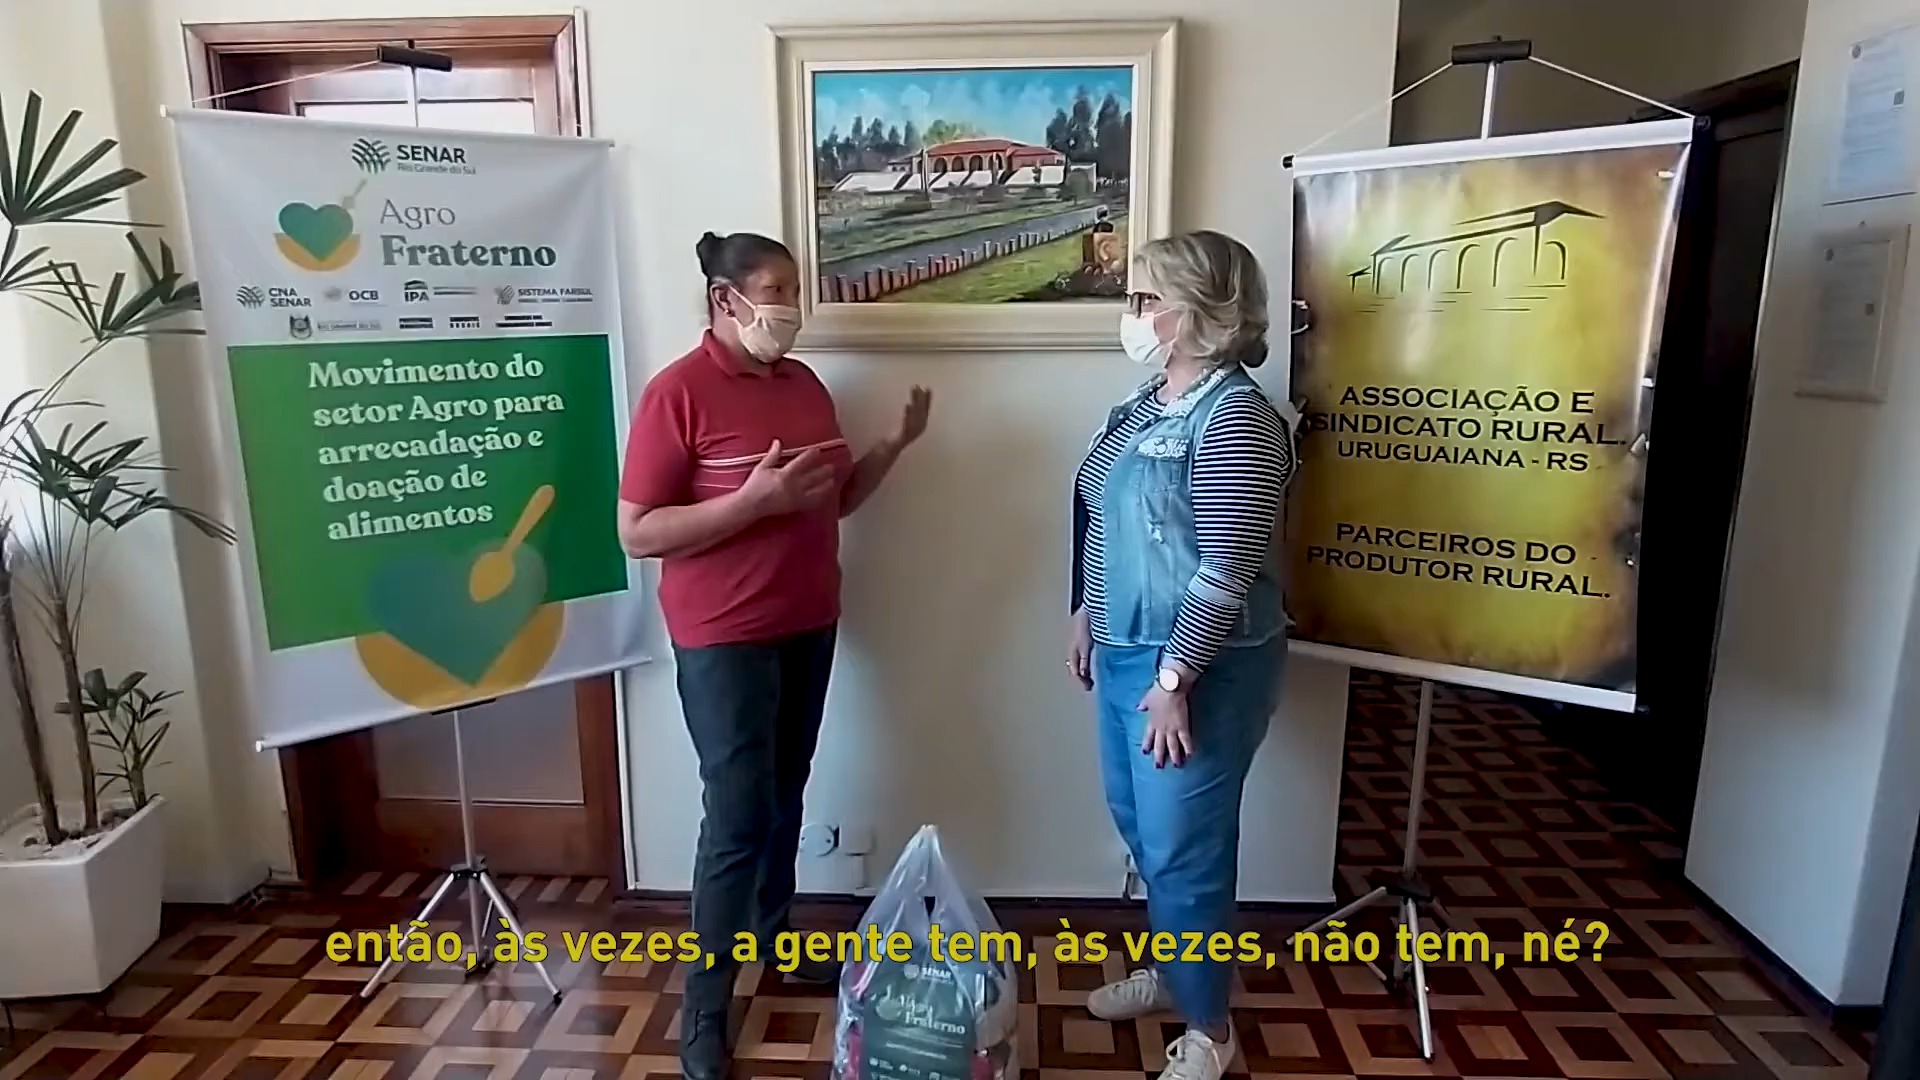 SENAR
Rio Grande do Sul
Agro
Fraterno
CNA
SENAR
OCB
IPA
SISTEMA FARSUL
Movimento do
setor Agro para
arrecadação e
doação de
alimentos
ASSOCIAÇÃO E
SINDICATO RURAL.
URUGUAIANA - RS
PARCEIROS DO
PRODUTOR RURAL.
então, às vezes, a gente tem, às vezes, não tem, né?
SENAR
Agro
Fraterno